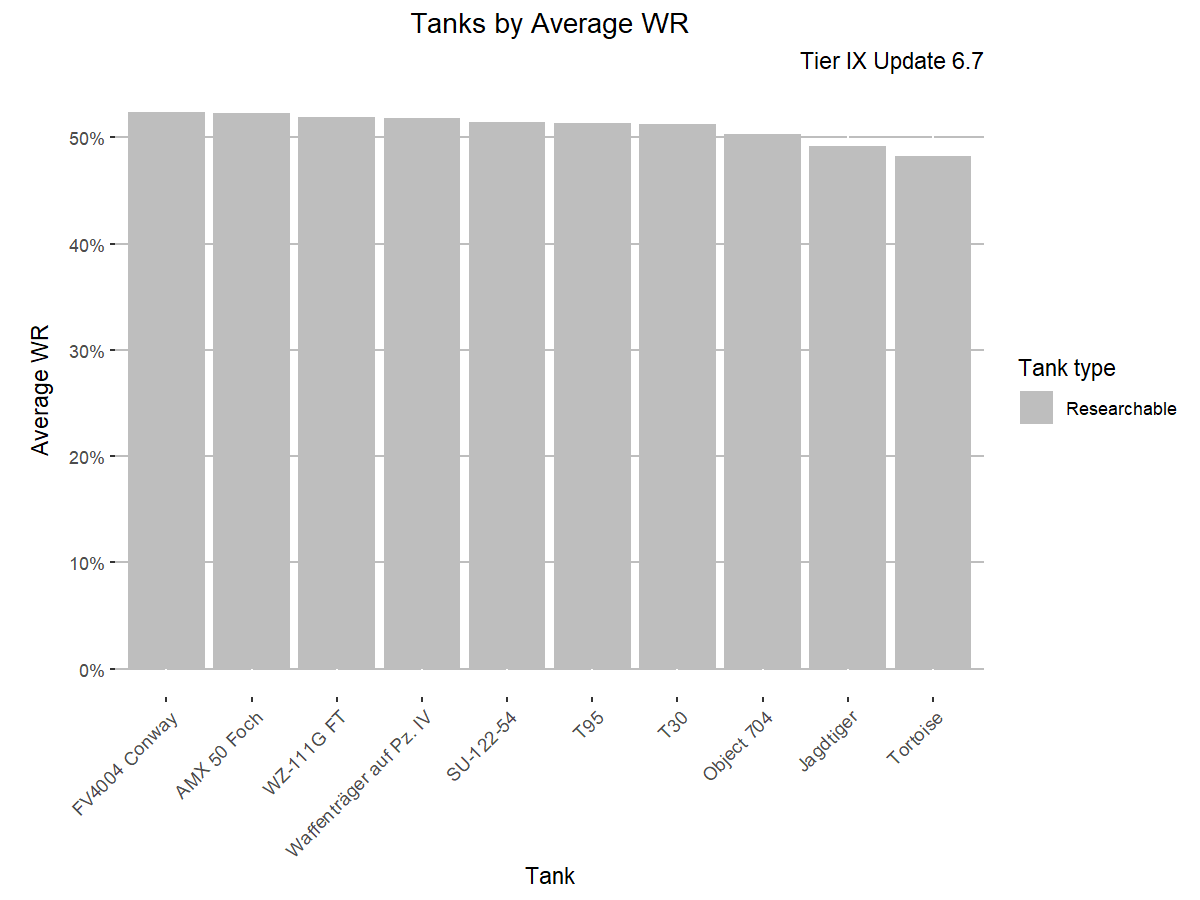 Tanks by Average WR
Tier IX Update 6.7
Average WR
50%
40%
30%
20%
10%
0%
FV4004 Conway
AMX 50 Foch
WZ-111G FT
Waffenträger auf Pz. IV
SU-122-54
T95
T30
Object 704
Jagdtiger
Tortoise
Tank
Tank type
Researchable